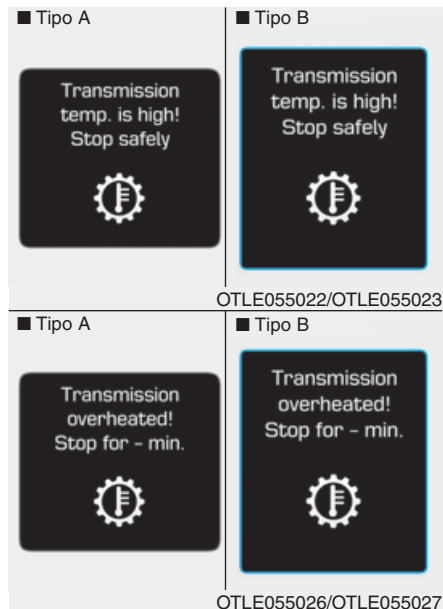 ■ Tipo A
Transmission
temp. is high!
Stop safely
■ Tipo B
Transmission
temp. is high!
Stop safely
OTLE055022/OTLE055023
■ Tipo A
Transmission
overheated!
Stop for - min.
■ Tipo B
Transmission
overheated!
Stop for - min.
OTLE055026/OTLE055027